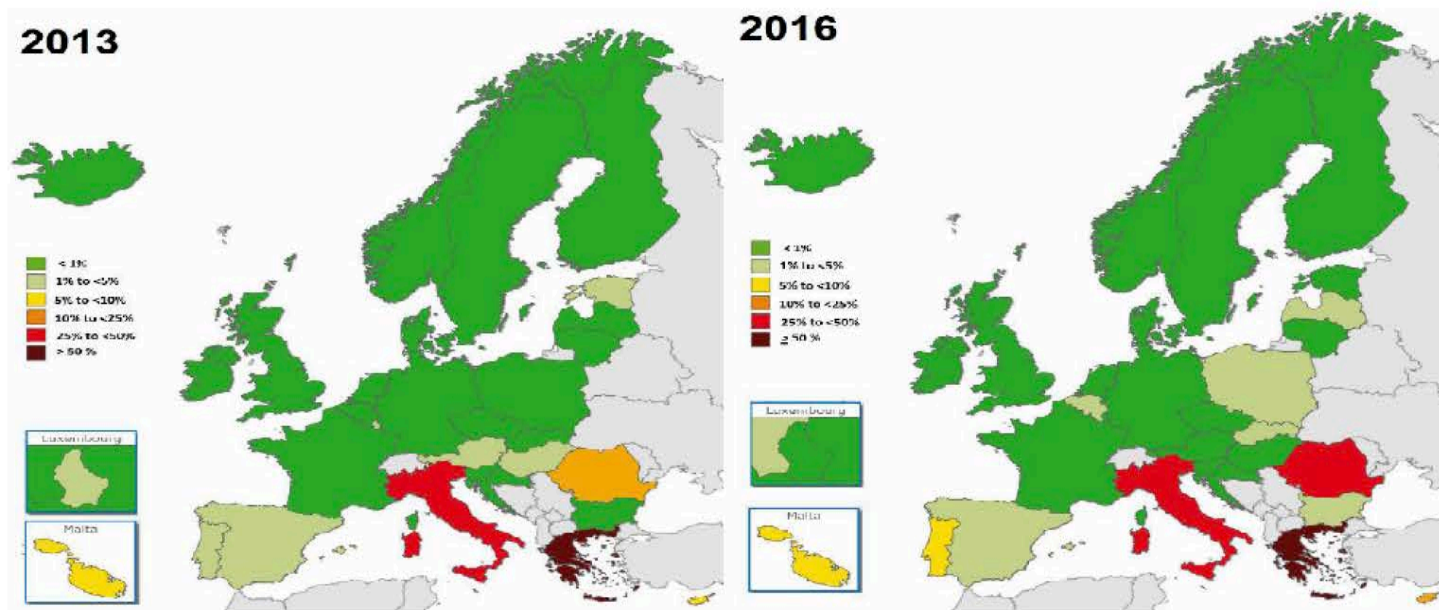 2013
< 1%
1% to <5%
5% to <10%
10% to <25%
25% to <50%
> 50 %
Luxembourg
Malta
2016
< 1%
1% to <5%
5% to <10%
10% to <25%
25% to <50%
≥ 50 %
Luxembourg
Malta